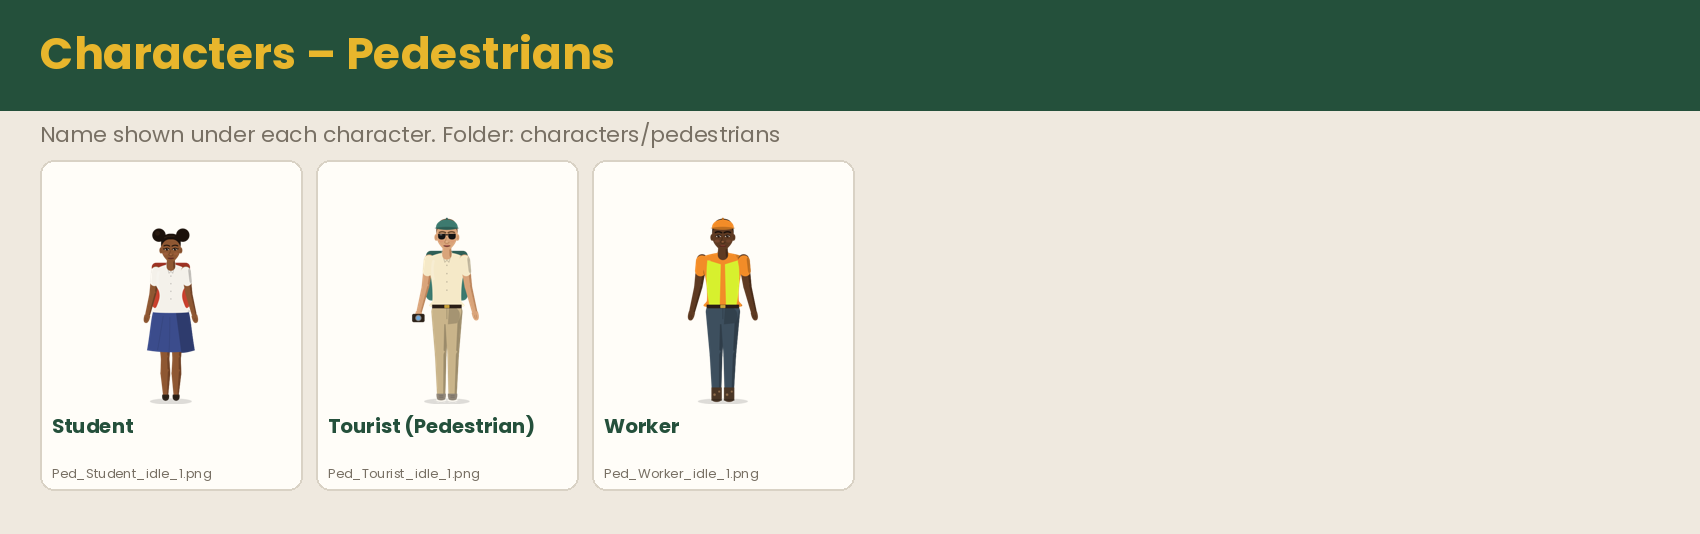 Characters – Pedestrians
Name shown under each character. Folder: characters/pedestrians
Student
Ped_Student_idle_1.png
Tourist (Pedestrian)
Ped_Tourist_idle_1.png
Worker
Ped_Worker_idle_1.png